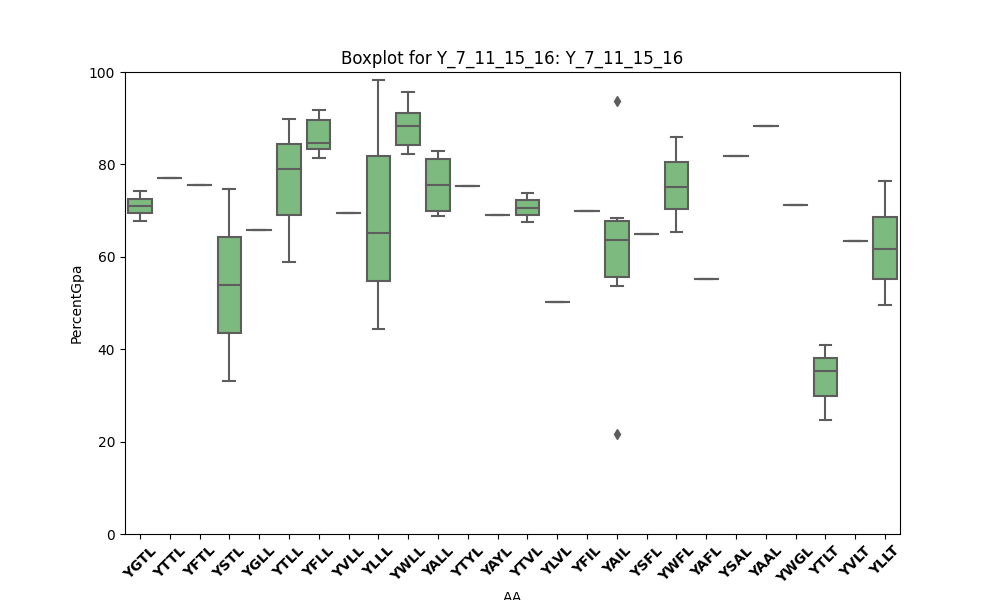 Boxplot for Y_7_11_15_16: Y_7_11_15_16
100
80
60
40
20
0
PercentGpa
YGTL YTTL YFTL YSTL YGLL YTLL YFLL YVLL YLLL YWLL YALL YTYL YAYL YTVL YLVL YFIL YAIL YSFL YWFL YAFL YSAL YAAL YWGL YTLT YVLT YLLT
AA